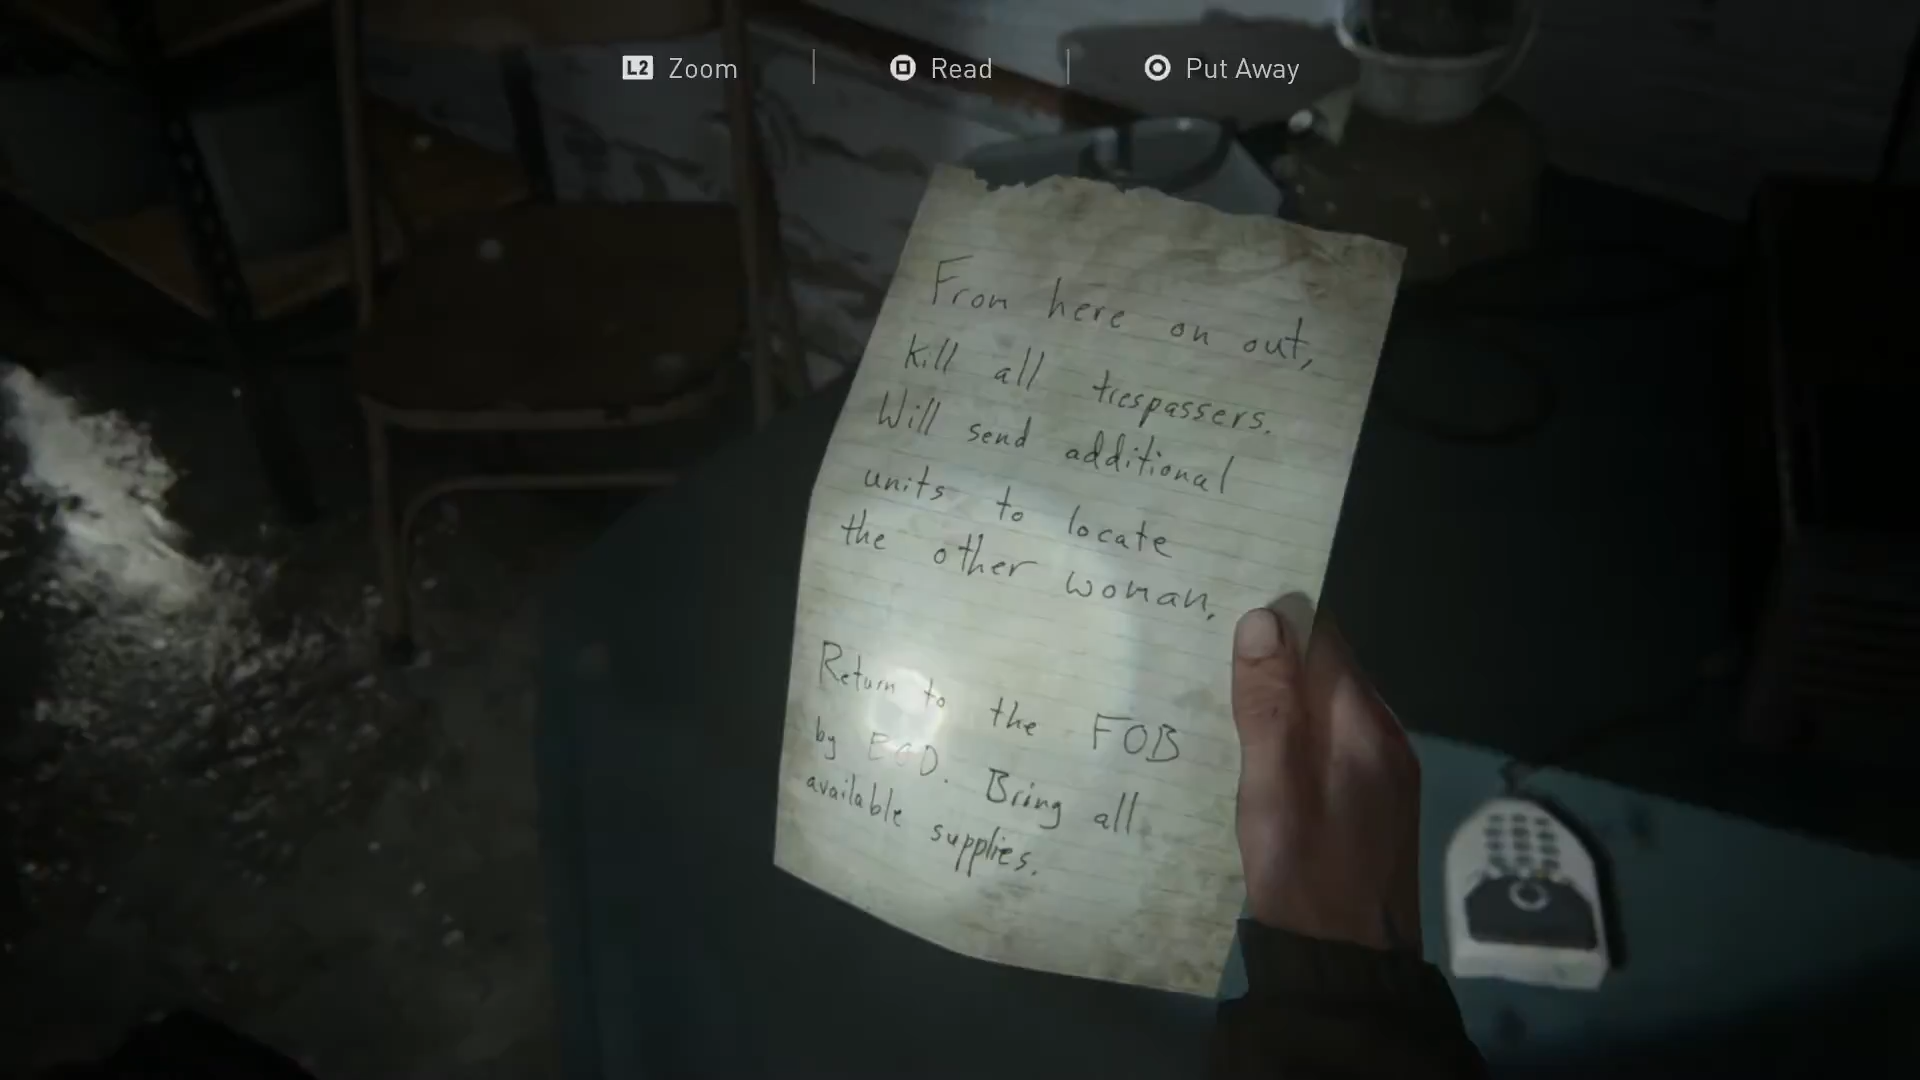 L2 Zoom | Read | Put Away
From here on out,
kill all trespassers.
Will send additional
units to locate
the other woman.
Return to the FOB
by EOD. Bring all
available supplies.